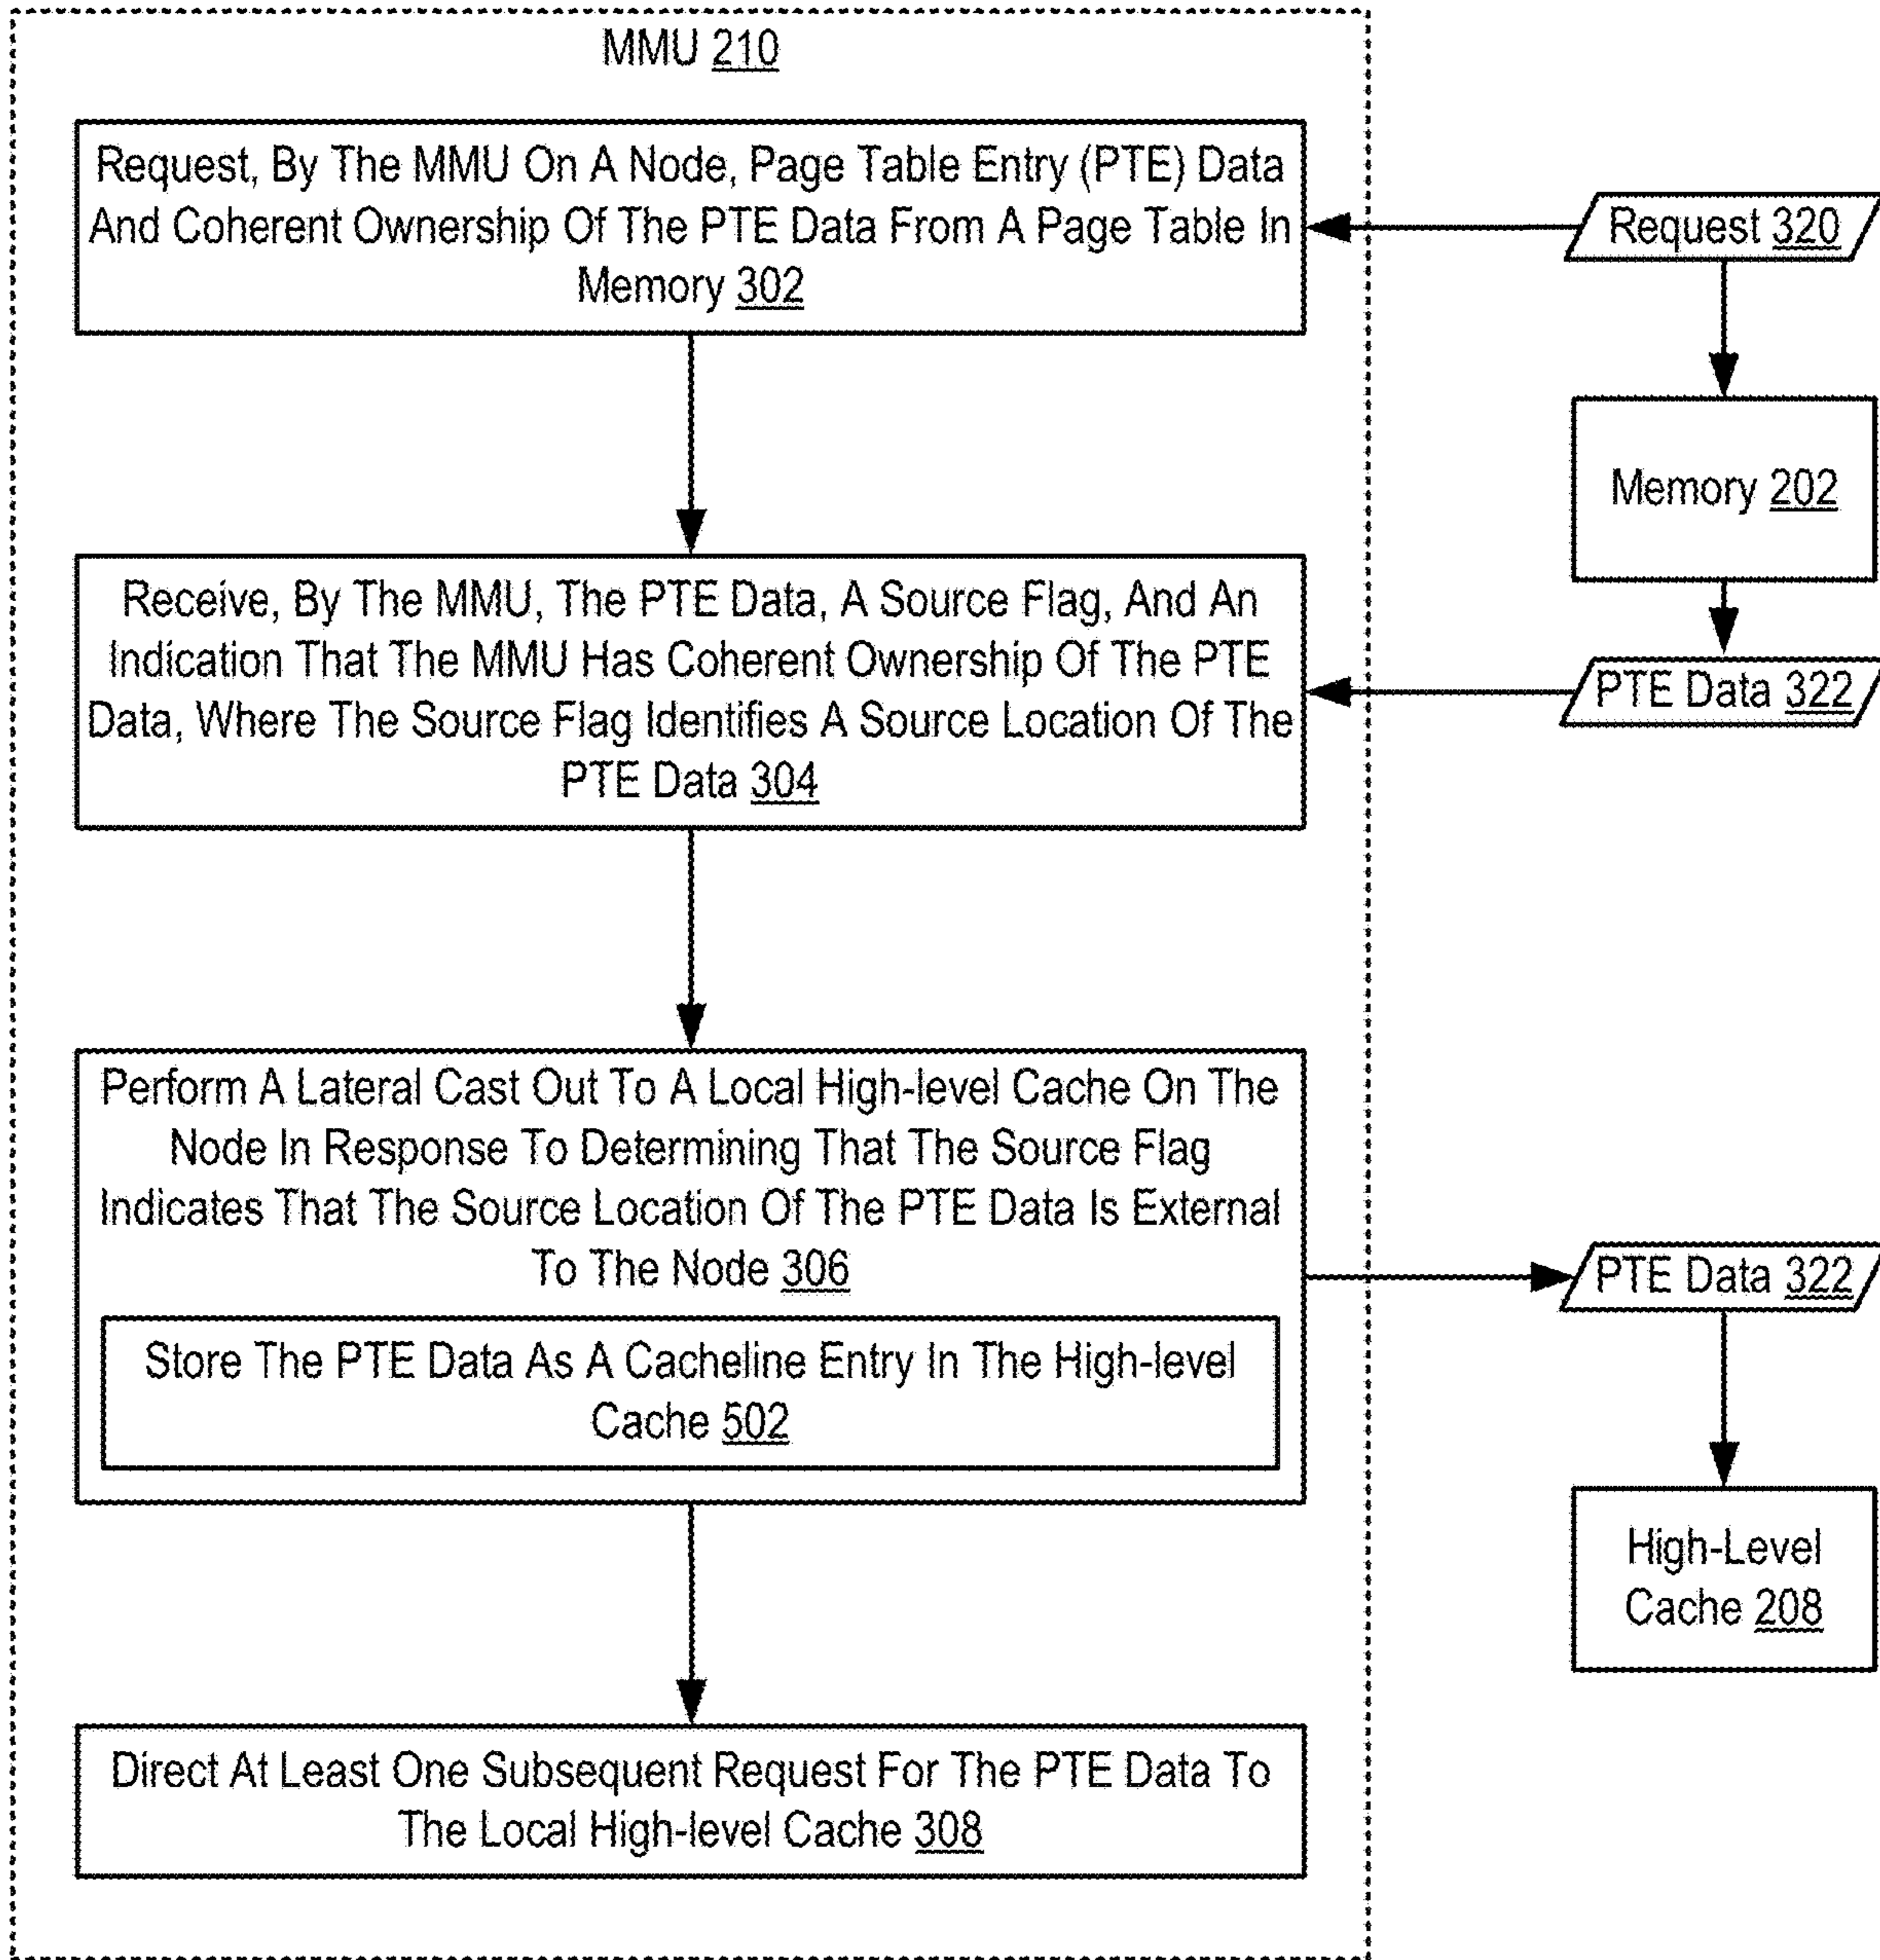 MMU 210
Request, By The MMU On A Node, Page Table Entry (PTE) Data
And Coherent Ownership Of The PTE Data From A Page Table In
Memory 302
Request 320
Memory 202
Receive, By The MMU, The PTE Data, A Source Flag, And An
Indication That The MMU Has Coherent Ownership Of The PTE
Data, Where The Source Flag Identifies A Source Location Of The
PTE Data 304
PTE Data 322
Perform A Lateral Cast Out To A Local High-level Cache On The
Node In Response To Determining That The Source Flag
Indicates That The Source Location Of The PTE Data Is External
To The Node 306
PTE Data 322
Store The PTE Data As A Cacheline Entry In The High-level
Cache 502
High-Level
Cache 208
Direct At Least One Subsequent Request For The PTE Data To
The Local High-level Cache 308